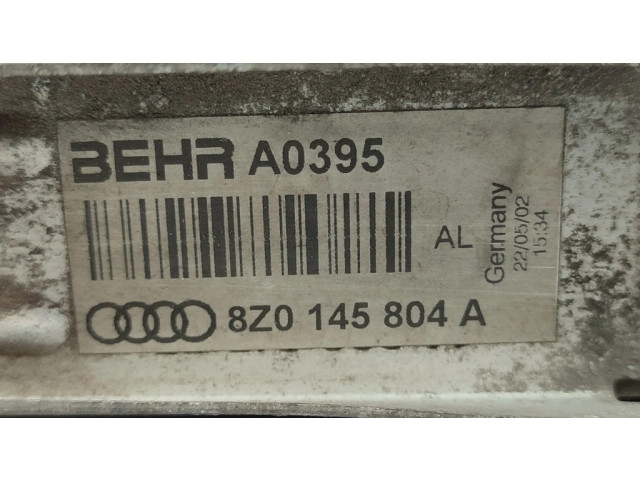 BEHR A0395
AL
8Z0 145 804 A
Germany
22/05/02
15:34